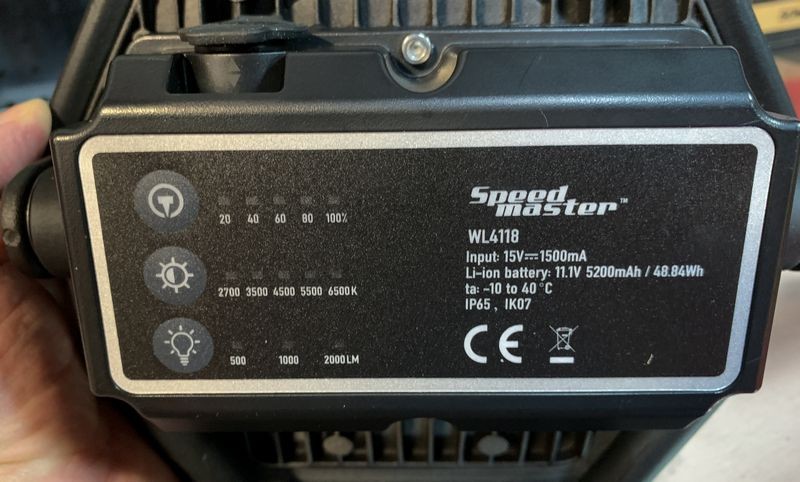 20 40 60 80 100%
2700 3500 4500 5500 6500K
500 1000 2000LM
Speed
master™
WL4118
Input: 15V⎓1500mA
Li-ion battery: 11.1V 5200mAh / 48.84Wh
ta: -10 to 40 °C
IP65 , IK07
CE